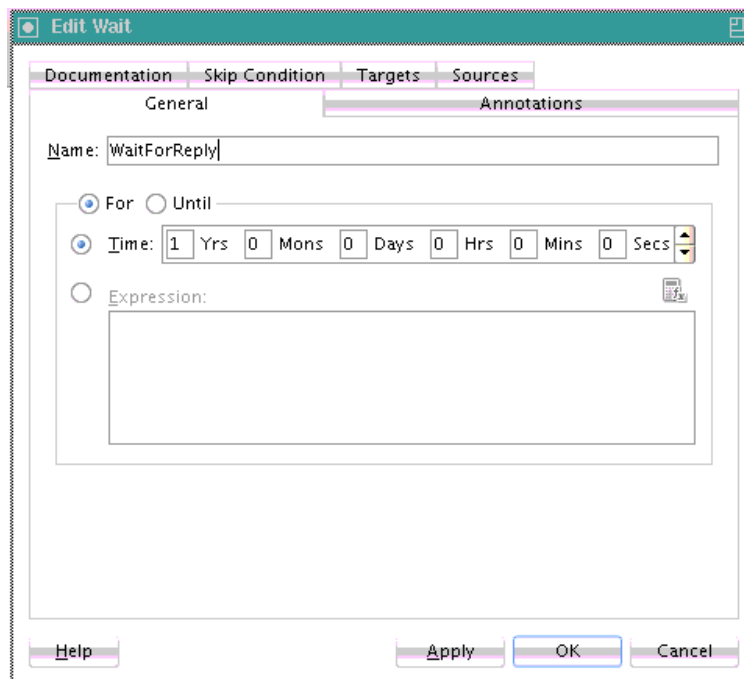 Edit Wait
Documentation Skip Condition Targets Sources
General Annotations
Name: WaitForReply
For Until
Time: 1 Yrs 0 Mons 0 Days 0 Hrs 0 Mins 0 Secs
Expression:
Help Apply OK Cancel